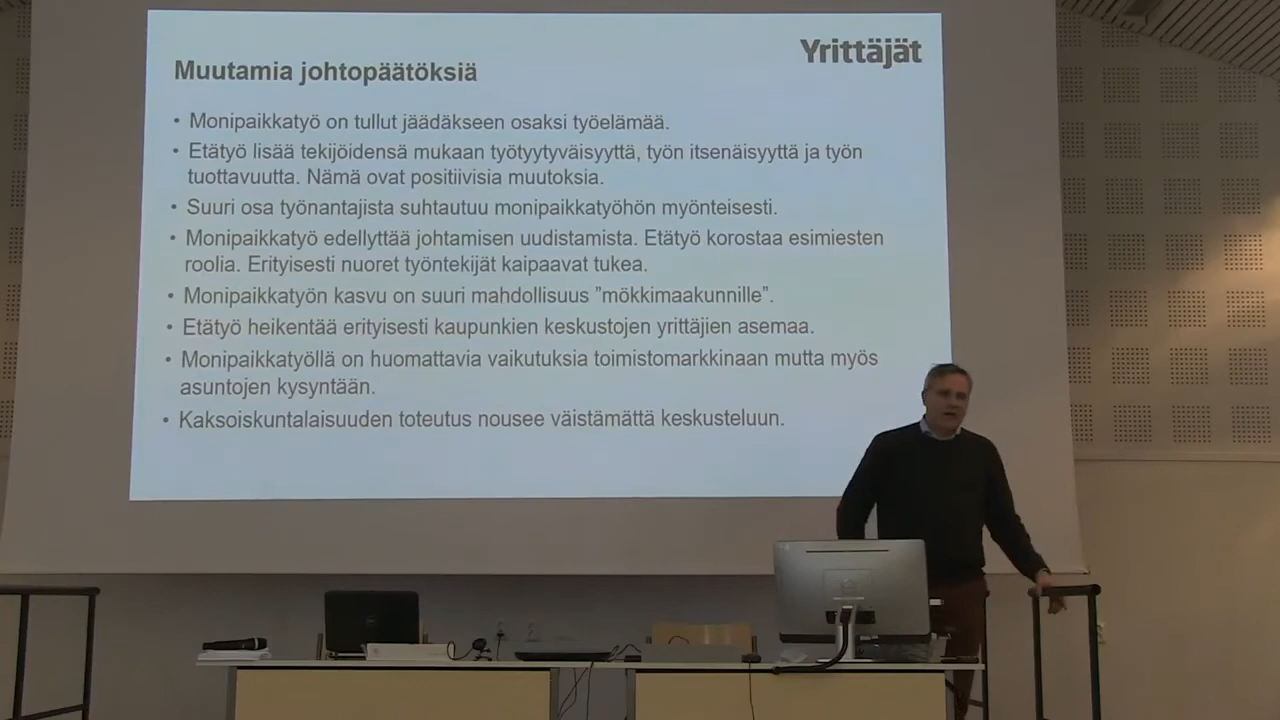 Yrittäjät
Muutamia johtopäätöksiä
• Monipaikkatyö on tullut jäädäkseen osaksi työelämää.
• Etätyö lisää tekijöidensä mukaan työtyytyväisyyttä, työn itsenäisyyttä ja työn
tuottavuutta. Nämä ovat positiivisia muutoksia.
• Suuri osa työnantajista suhtautuu monipaikkatyöhön myönteisesti.
• Monipaikkatyö edellyttää johtamisen uudistamista. Etätyö korostaa esimiesten
roolia. Erityisesti nuoret työntekijät kaipaavat tukea.
• Monipaikkatyön kasvu on suuri mahdollisuus ”mökkimaakunnille”.
• Etätyö heikentää erityisesti kaupunkien keskustojen yrittäjien asemaa.
• Monipaikkatyöllä on huomattavia vaikutuksia toimistomarkkinaan mutta myös
asuntojen kysyntään.
• Kaksoiskuntalaisuuden toteutus nousee väistämättä keskusteluun.